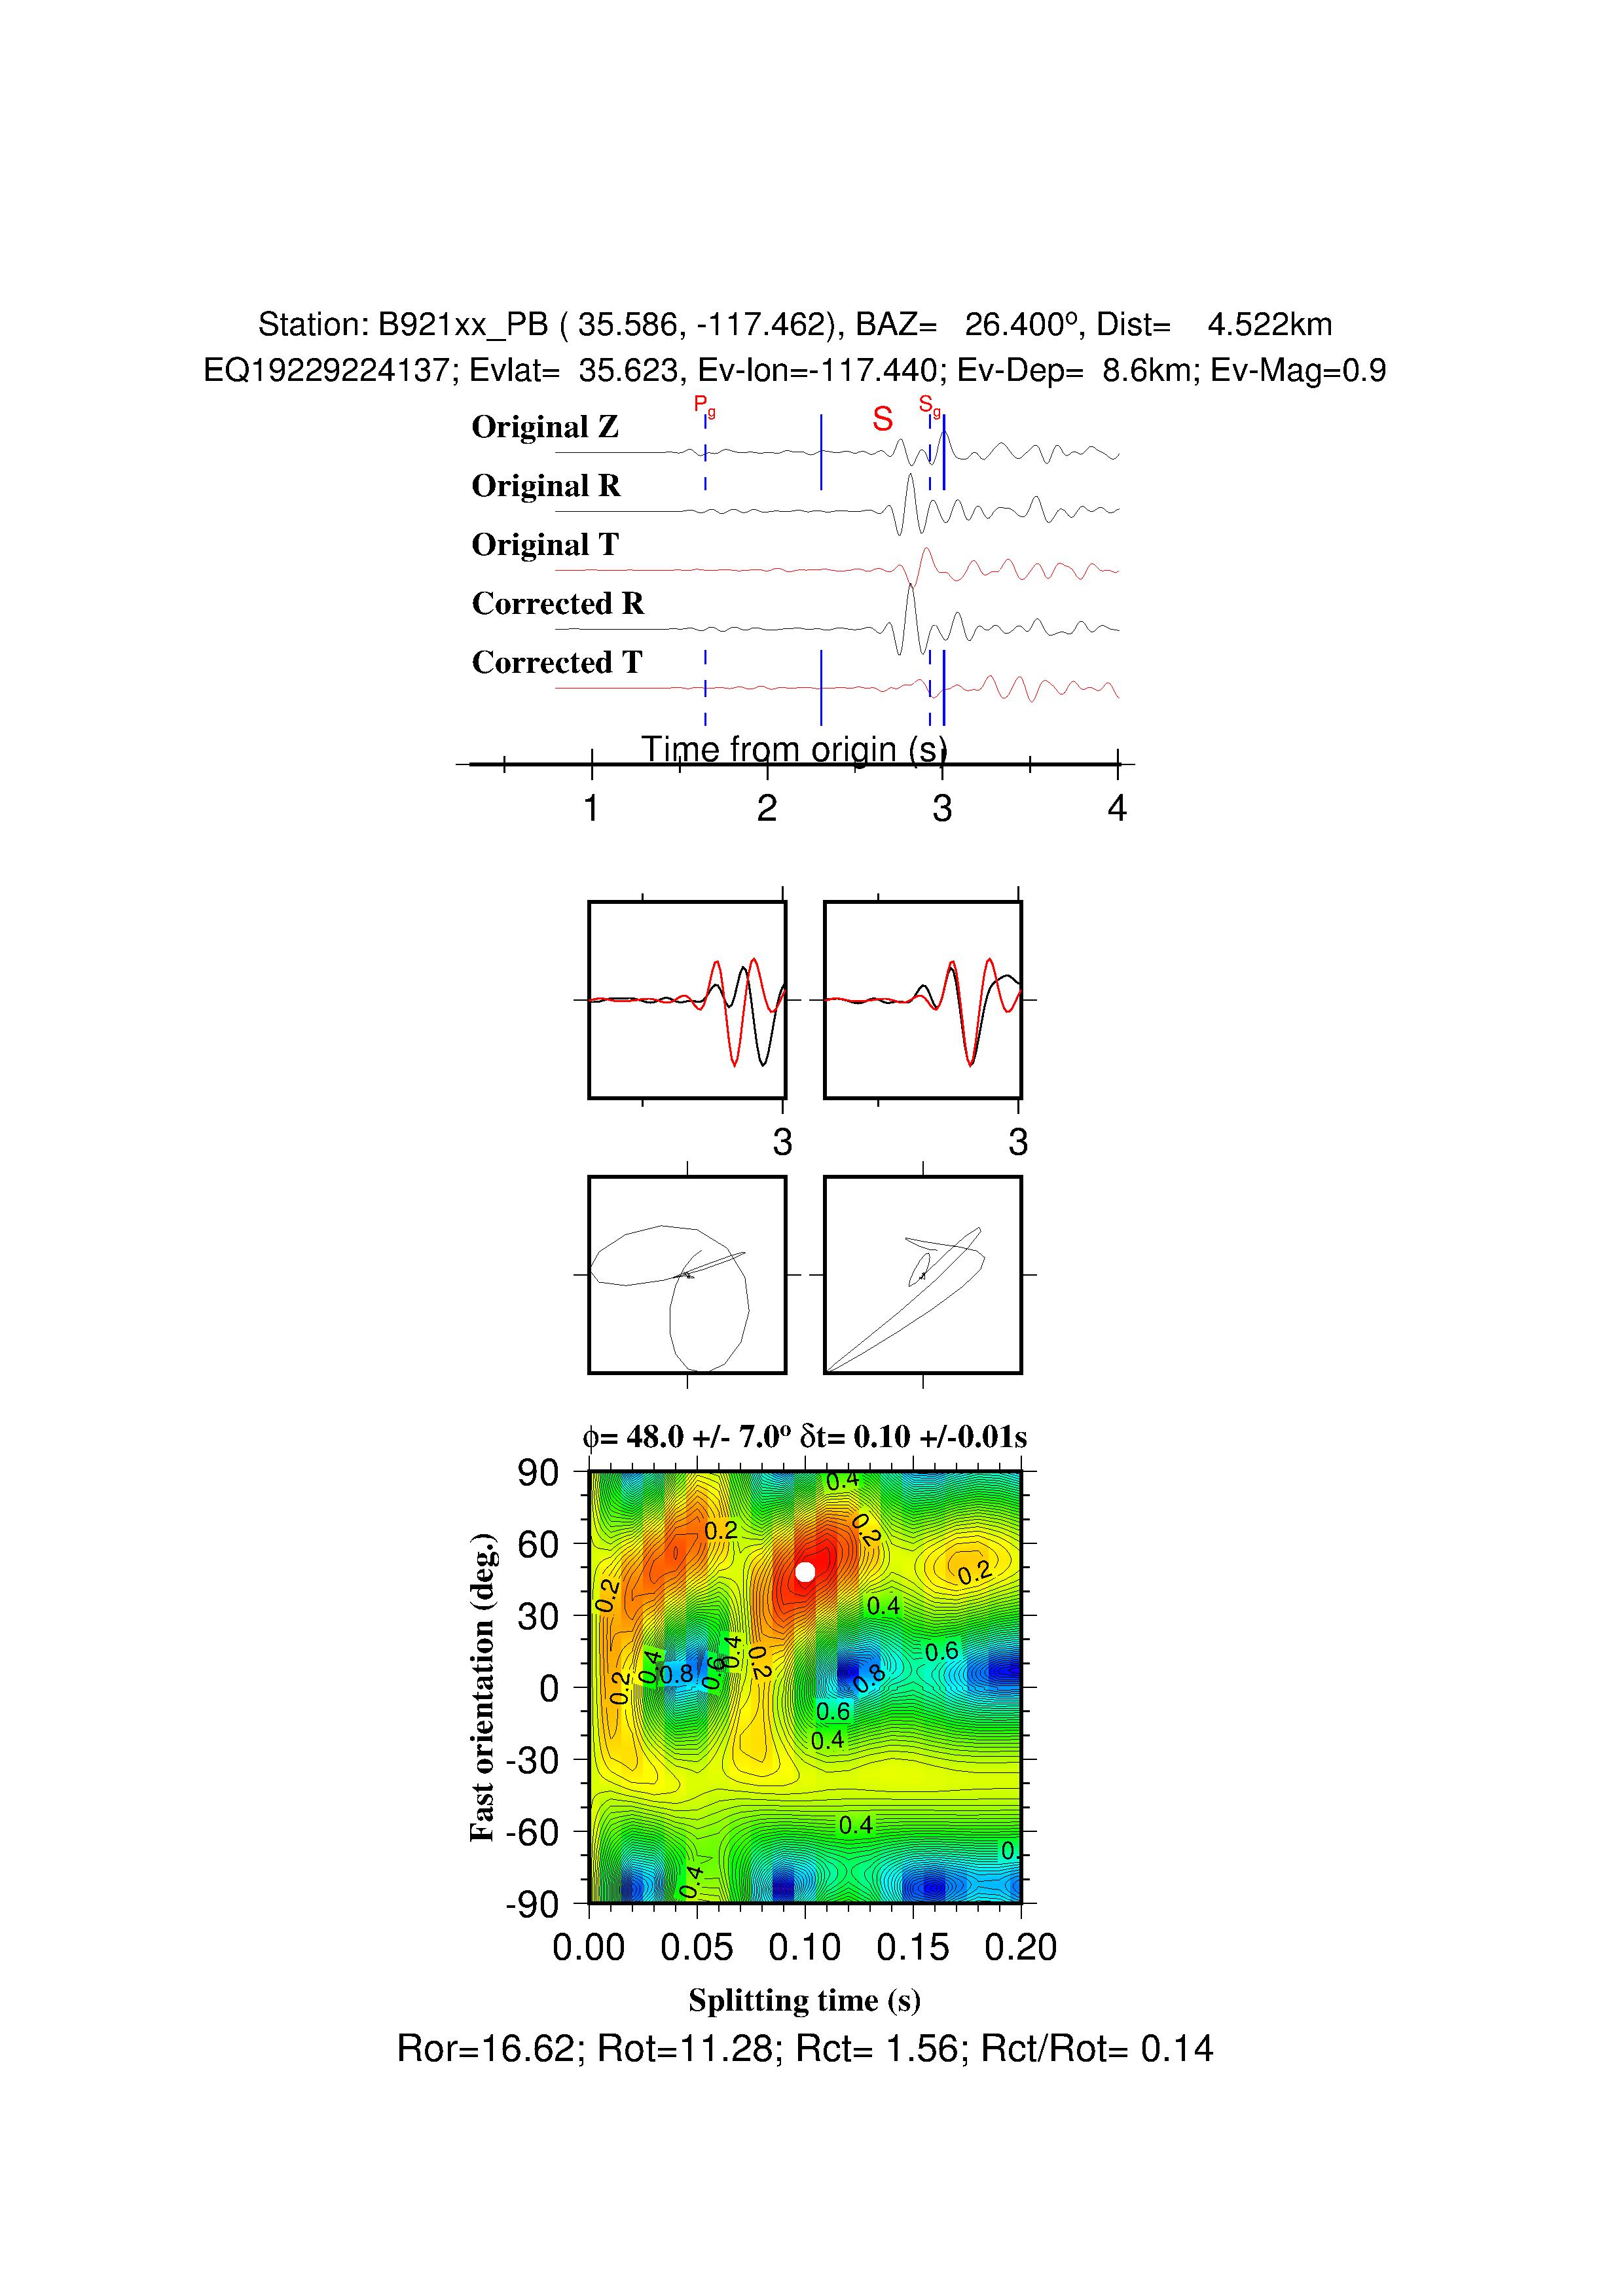 Station: B921xx_PB ( 35.586, -117.462), BAZ= 26.400º, Dist= 4.522km
EQ19229224137; Evlat= 35.623, Ev-lon=-117.440; Ev-Dep= 8.6km; Ev-Mag=0.9
Pg S Sg
Original Z
Original R
Original T
Corrected R
Corrected T
Time from origin (s)
1 2 3 4
3 3
ϕ= 48.0 +/- 7.0º δt= 0.10 +/-0.01s
Fast orientation (deg.)
90
60
30
0
-30
-60
-90
0.4
0.2 0.2
0.2
0.2 0.4
0.4 0.6
0.4 0.8 0.6 0.2 0.8
0.2
0.6
0.4
0.4
0.
0.4
0.00 0.05 0.10 0.15 0.20
Splitting time (s)
Ror=16.62; Rot=11.28; Rct= 1.56; Rct/Rot= 0.14